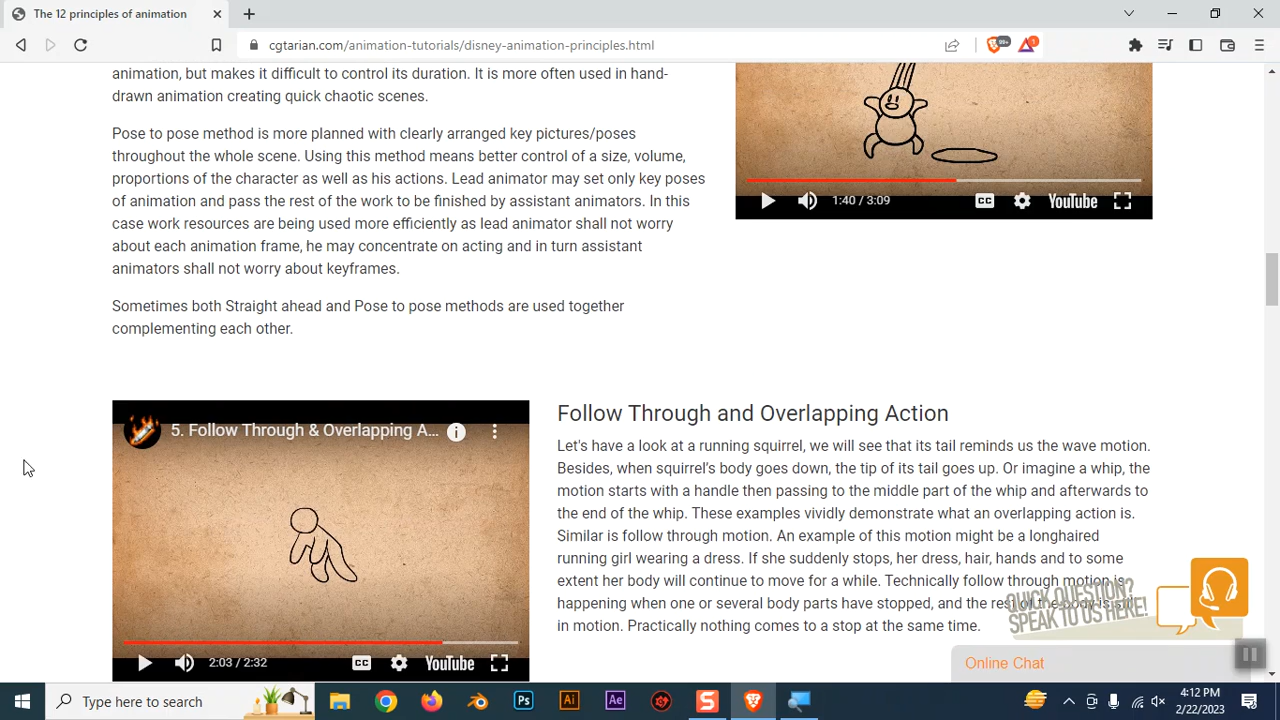 The 12 principles of animation
cgtarian.com/animation-tutorials/disney-animation-principles.html
99+
1
animation, but makes it difficult to control its duration. It is more often used in hand-
drawn animation creating quick chaotic scenes.
Pose to pose method is more planned with clearly arranged key pictures/poses
throughout the whole scene. Using this method means better control of a size, volume,
proportions of the character as well as his actions. Lead animator may set only key poses
of animation and pass the rest of the work to be finished by assistant animators. In this
case work resources are being used more efficiently as lead animator shall not worry
about each animation frame, he may concentrate on acting and in turn assistant
animators shall not worry about keyframes.
Sometimes both Straight ahead and Pose to pose methods are used together
complementing each other.
1:40 / 3:09
CC
YouTube
5. Follow Through & Overlapping A...
2:03 / 2:32
CC
YouTube
Follow Through and Overlapping Action
Let's have a look at a running squirrel, we will see that its tail reminds us the wave motion.
Besides, when squirrel's body goes down, the tip of its tail goes up. Or imagine a whip, the
motion starts with a handle then passing to the middle part of the whip and afterwards to
the end of the whip. These examples vividly demonstrate what an overlapping action is.
Similar is follow through motion. An example of this motion might be a longhaired
running girl wearing a dress. If she suddenly stops, her dress, hair, hands and to some
extent her body will continue to move for a while. Technically follow through motion is
happening when one or several body parts have stopped, and the rest of the body is still
in motion. Practically nothing comes to a stop at the same time.
QUICK QUESTION?
SPEAK TO US HERE!
Online Chat
Type here to search
Ps
Ai
Ae
S
4:12 PM
2/22/2023